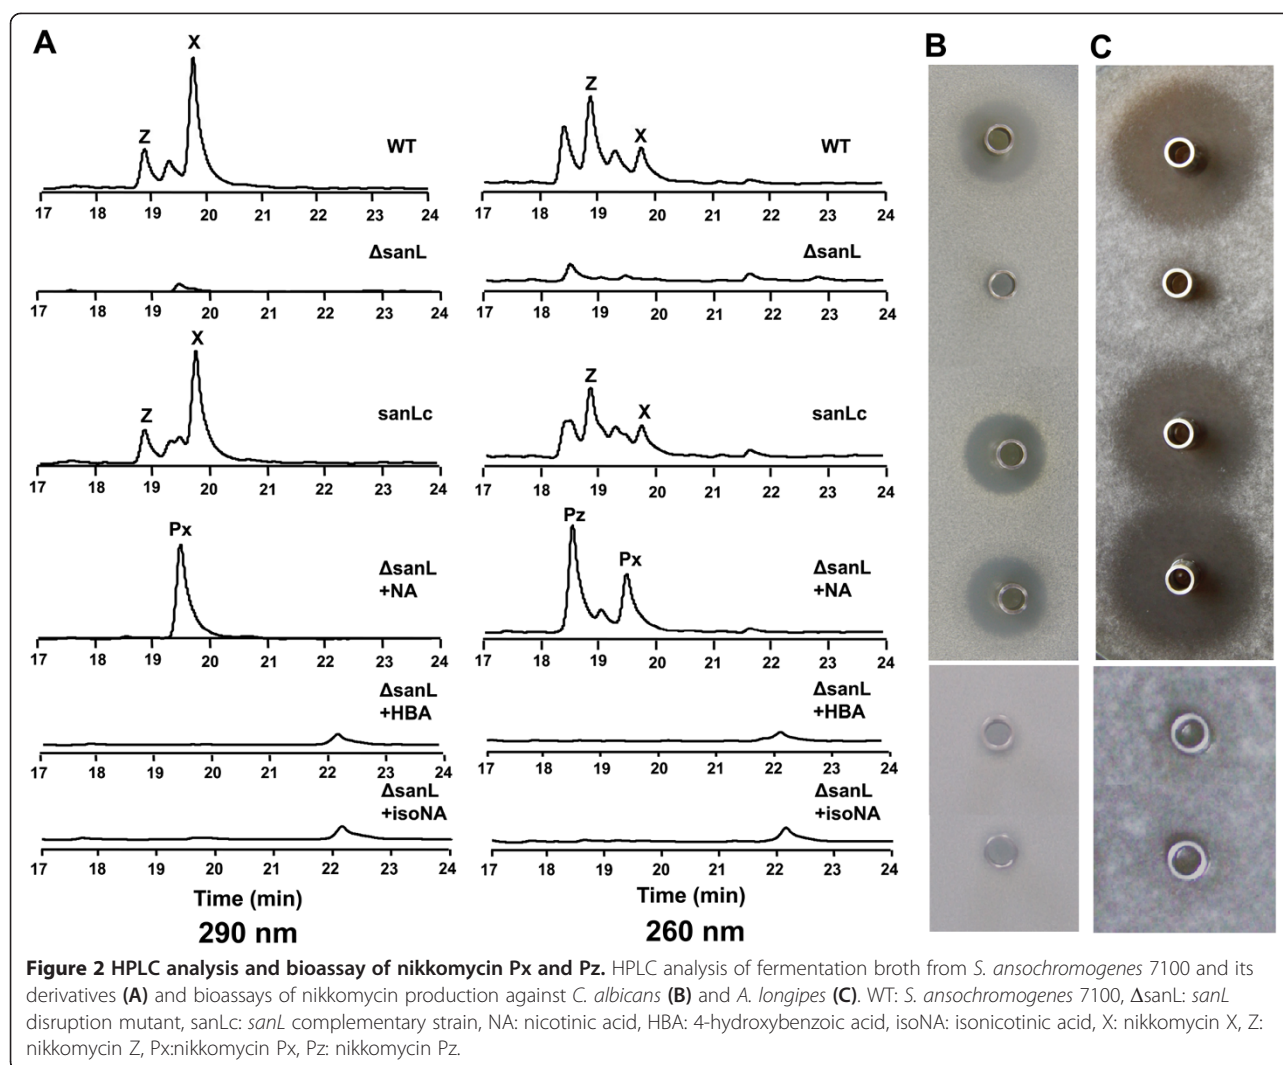 A
B
C
X
Z
WT
17 18 19 20 21 22 23 24
Z
X
WT
17 18 19 20 21 22 23 24
ΔsanL
17 18 19 20 21 22 23 24
ΔsanL
17 18 19 20 21 22 23 24
X
Z
sanLc
17 18 19 20 21 22 23 24
Z
X
sanLc
17 18 19 20 21 22 23 24
Px
ΔsanL
+NA
17 18 19 20 21 22 23 24
Pz
Px
ΔsanL
+NA
17 18 19 20 21 22 23 24
ΔsanL
+HBA
17 18 19 20 21 22 23 24
ΔsanL
+HBA
17 18 19 20 21 22 23 24
ΔsanL
+isoNA
17 18 19 20 21 22 23 24
ΔsanL
+isoNA
17 18 19 20 21 22 23 24
Time (min)
290 nm
Time (min)
260 nm
Figure 2 HPLC analysis and bioassay of nikkomycin Px and Pz. HPLC analysis of fermentation broth from S. ansochromogenes 7100 and its
derivatives (A) and bioassays of nikkomycin production against C. albicans (B) and A. longipes (C). WT: S. ansochromogenes 7100, ΔsanL: sanL
disruption mutant, sanLc: sanL complementary strain, NA: nicotinic acid, HBA: 4-hydroxybenzoic acid, isoNA: isonicotinic acid, X: nikkomycin X, Z:
nikkomycin Z, Px:nikkomycin Px, Pz: nikkomycin Pz.